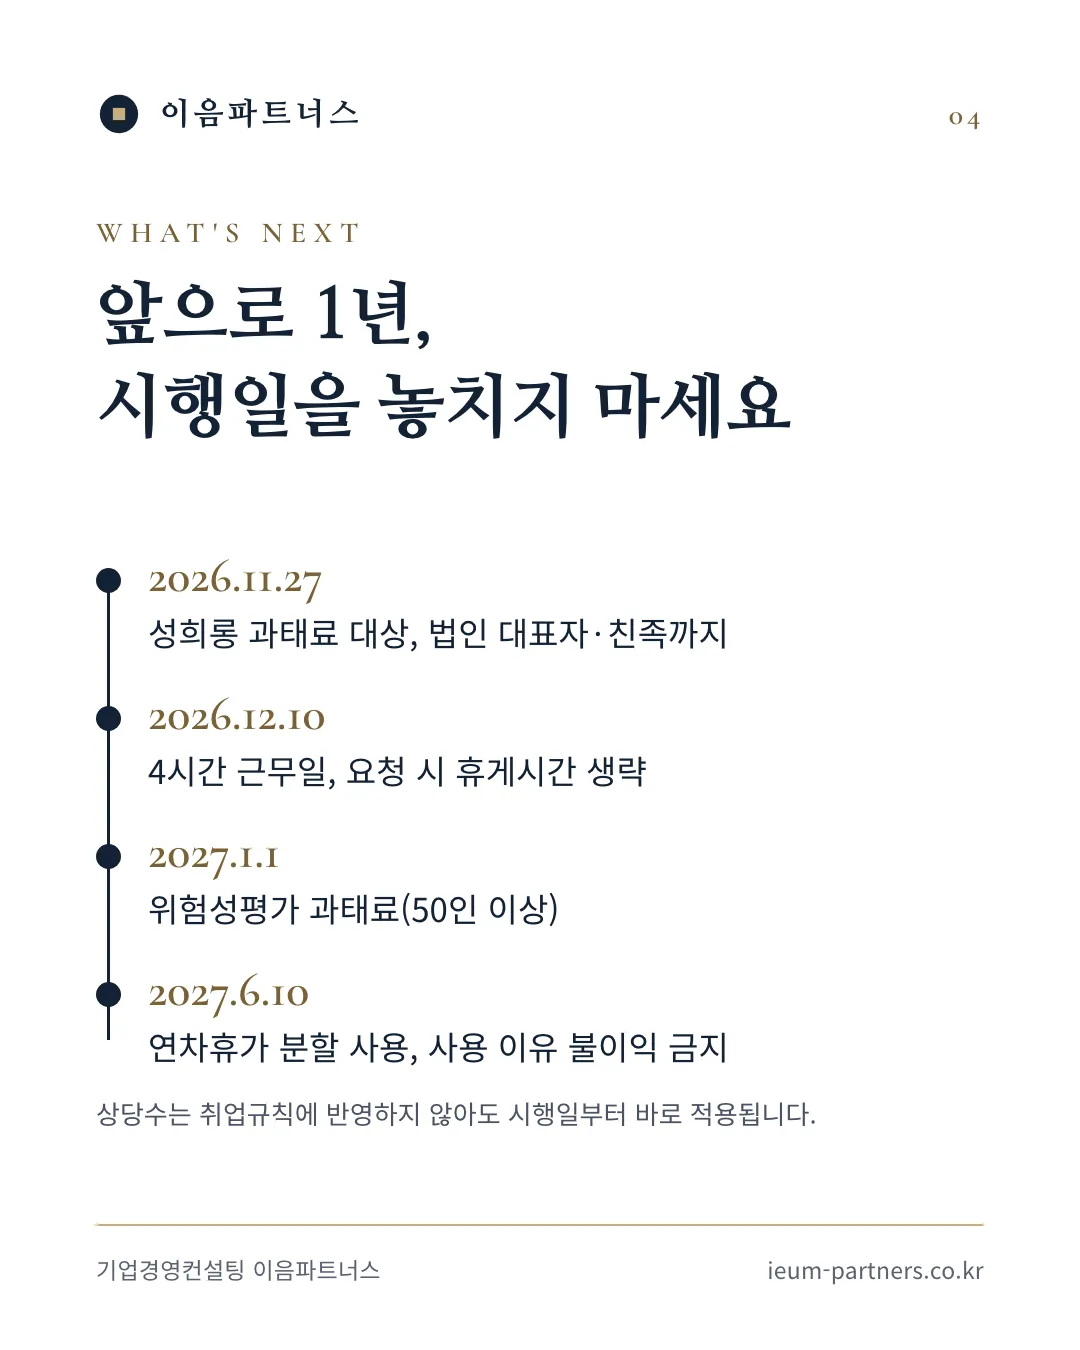 이음파트너스
04
WHAT'S NEXT
앞으로 1년,
시행일을 놓치지 마세요
2026.11.27
성희롱 과태료 대상, 법인 대표자·친족까지
2026.12.10
4시간 근무일, 요청 시 휴게시간 생략
2027.1.1
위험성평가 과태료(50인 이상)
2027.6.10
연차휴가 분할 사용, 사용 이유 불이익 금지
상당수는 취업규칙에 반영하지 않아도 시행일부터 바로 적용됩니다.
기업경영컨설팅 이음파트너스
ieum-partners.co.kr